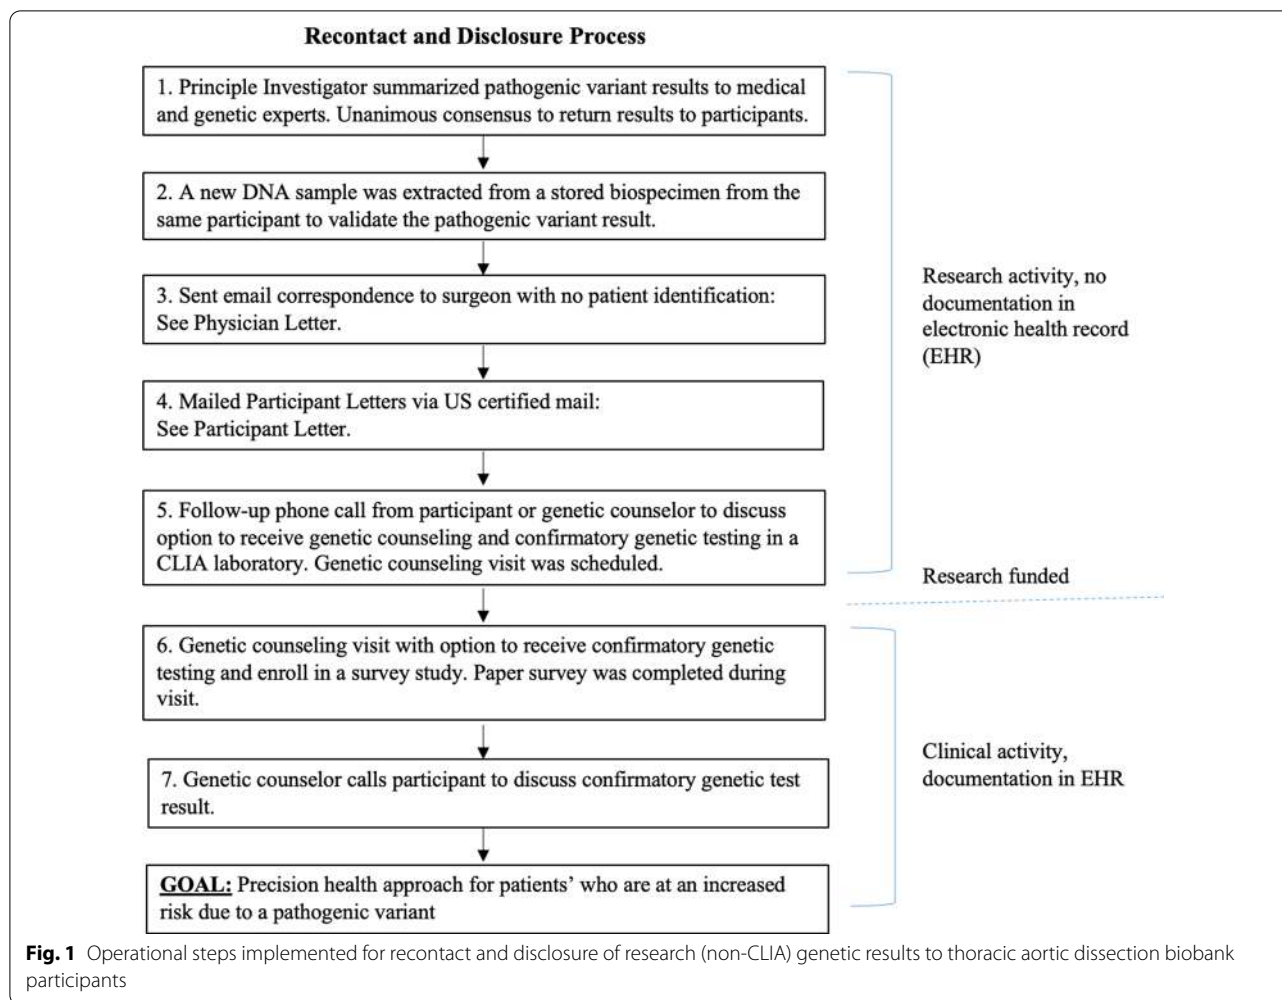 Recontact and Disclosure Process
1. Principle Investigator summarized pathogenic variant results to medical
and genetic experts. Unanimous consensus to return results to participants.
2. A new DNA sample was extracted from a stored biospecimen from the
same participant to validate the pathogenic variant result.
3. Sent email correspondence to surgeon with no patient identification:
See Physician Letter.
4. Mailed Participant Letters via US certified mail:
See Participant Letter.
5. Follow-up phone call from participant or genetic counselor to discuss
option to receive genetic counseling and confirmatory genetic testing in a
CLIA laboratory. Genetic counseling visit was scheduled.
Research activity, no
documentation in
electronic health record
(EHR)
Research funded
6. Genetic counseling visit with option to receive confirmatory genetic
testing and enroll in a survey study. Paper survey was completed during
visit.
7. Genetic counselor calls participant to discuss confirmatory genetic test
result.
GOAL: Precision health approach for patients’ who are at an increased
risk due to a pathogenic variant
Clinical activity,
documentation in EHR
Fig. 1 Operational steps implemented for recontact and disclosure of research (non-CLIA) genetic results to thoracic aortic dissection biobank
participants